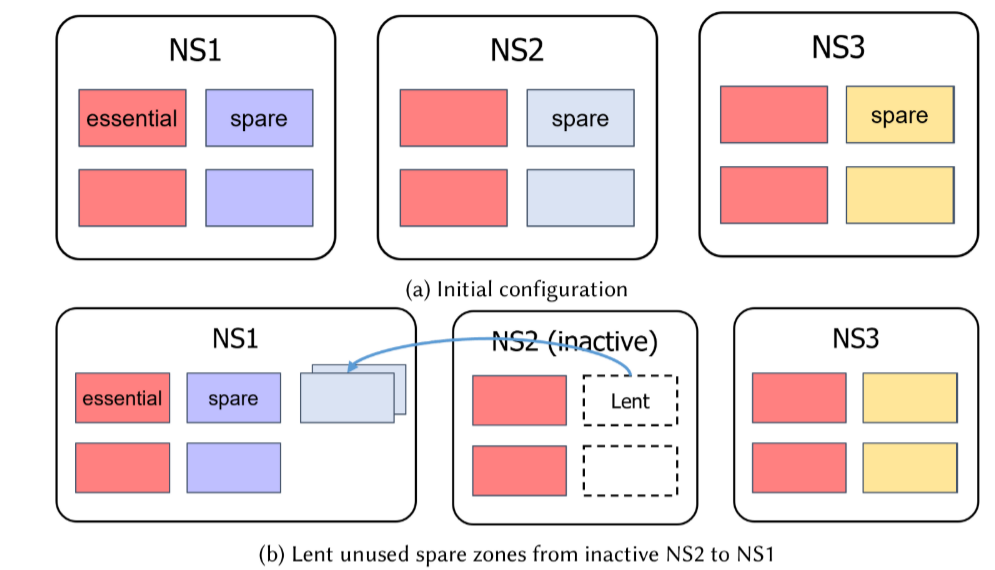 NS1
NS2
NS3
essential
spare
spare
spare
(a) Initial configuration
NS1
NS2 (inactive)
NS3
essential
spare
Lent
(b) Lent unused spare zones from inactive NS2 to NS1